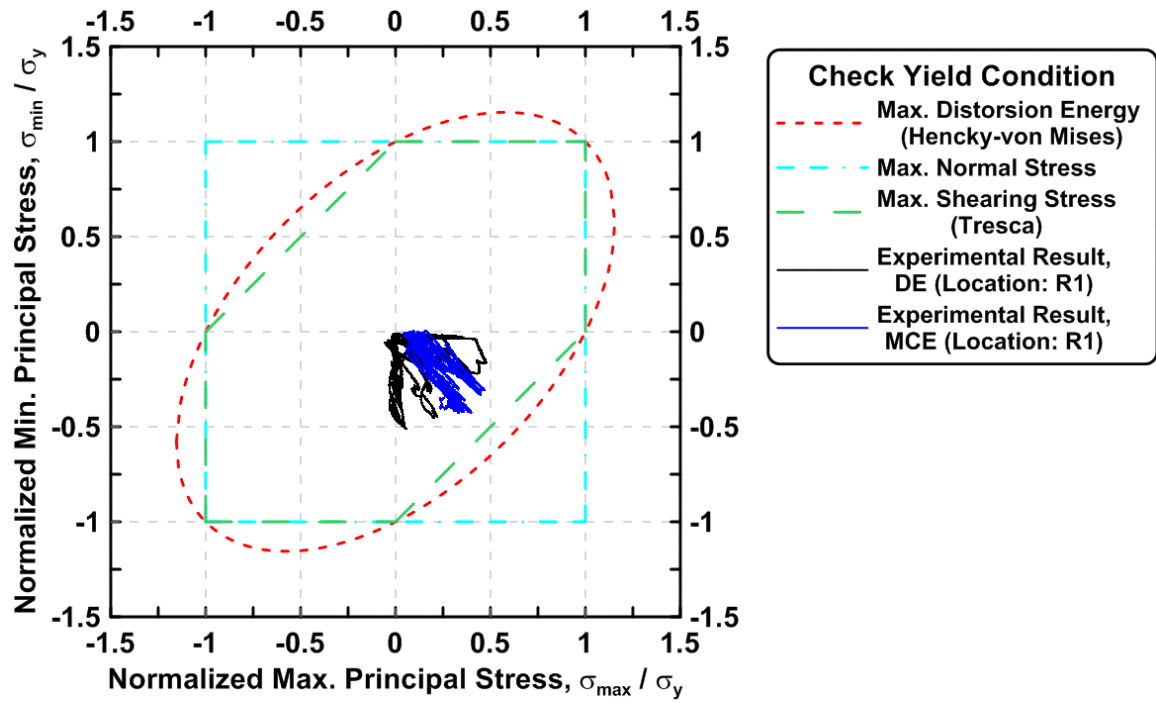 -1.5 -1 -0.5 0 0.5 1 1.5
1.5 1.5
1 1
0.5 0.5
0 0
-0.5 -0.5
-1 -1
-1.5 -1.5
-1.5 -1 -0.5 0 0.5 1 1.5
Normalized Min. Principal Stress, σmin / σy
Normalized Max. Principal Stress, σmax / σy
Check Yield Condition
Max. Distorsion Energy
(Hencky-von Mises)
Max. Normal Stress
Max. Shearing Stress
(Tresca)
Experimental Result,
DE (Location: R1)
Experimental Result,
MCE (Location: R1)